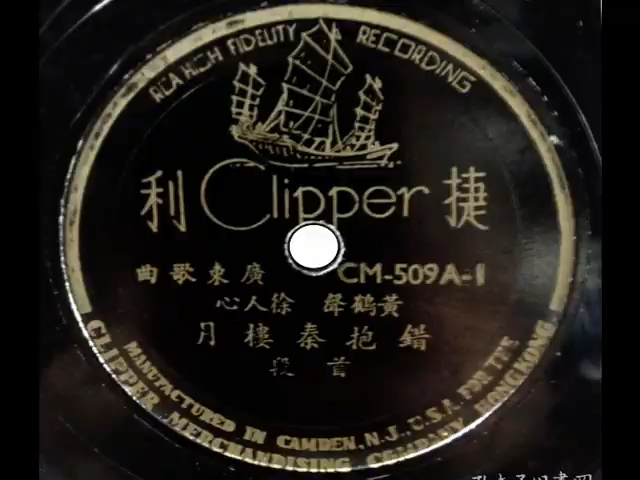 RCA HIGH FIDELITY RECORDING
捷 Clipper 利
廣東歌曲 CM-509A-1
黃鶴聲 徐人心
錯抱秦樓月
首段
MANUFACTURED IN CAMDEN, N.J., U.S.A. FOR THE
CLIPPER MERCHANDISING COMPANY HONGKONG